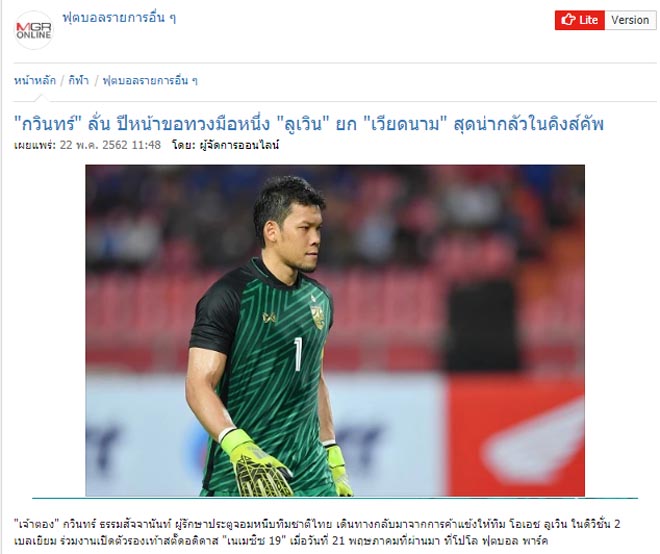 MGR
ONLINE
ฟุตบอลรายการอื่น ๆ
Lite Version
หน้าหลัก / กีฬา / ฟุตบอลรายการอื่น ๆ
"กวินทร์" ลั่น ปีหน้าขอทวงมือหนึ่ง "ลูเวิน" ยก "เวียดนาม" สุดน่ากลัวในคิงส์คัพ
เผยแพร่: 22 พ.ค. 2562 11:48 โดย: ผู้จัดการออนไลน์
1
"เจ้าตอง" กวินทร์ ธรรมสัจจานันท์ ผู้รักษาประตูจอมหนึบทีมชาติไทย เดินทางกลับมาจากการค้าแข้งให้ทีม โอเอช ลูเวิน ในดิวิชั่น 2
เบลเยียม ร่วมงานเปิดตัวรองเท้าสตั๊ดอดิดาส "เนเมซิซ 19" เมื่อวันที่ 21 พฤษภาคมที่ผ่านมา ที่โปโล ฟุตบอล พาร์ค